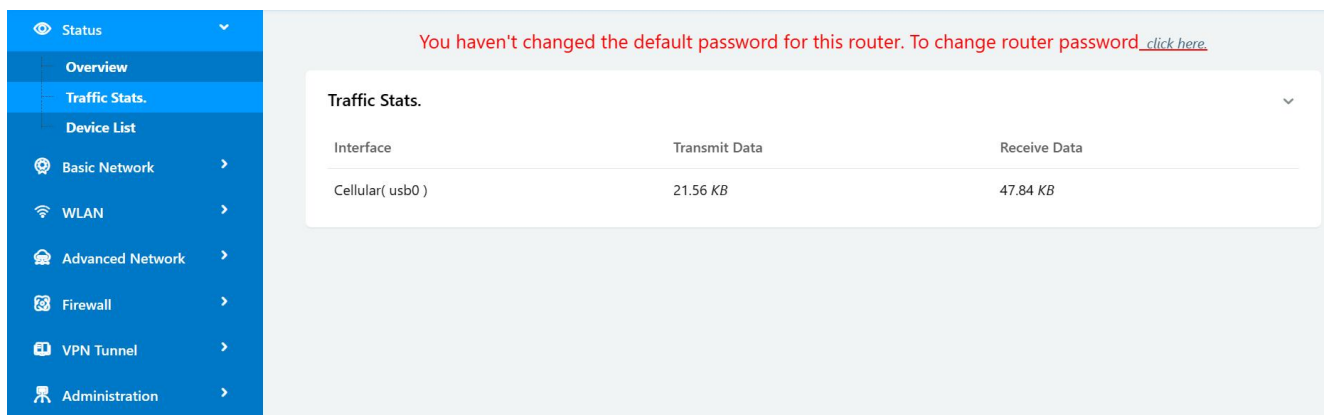 Status
Overview
Traffic Stats.
Device List
Basic Network
WLAN
Advanced Network
Firewall
VPN Tunnel
Administration
You haven't changed the default password for this router. To change router password click here.
Traffic Stats.
Interface Transmit Data Receive Data
Cellular( usb0 ) 21.56 KB 47.84 KB